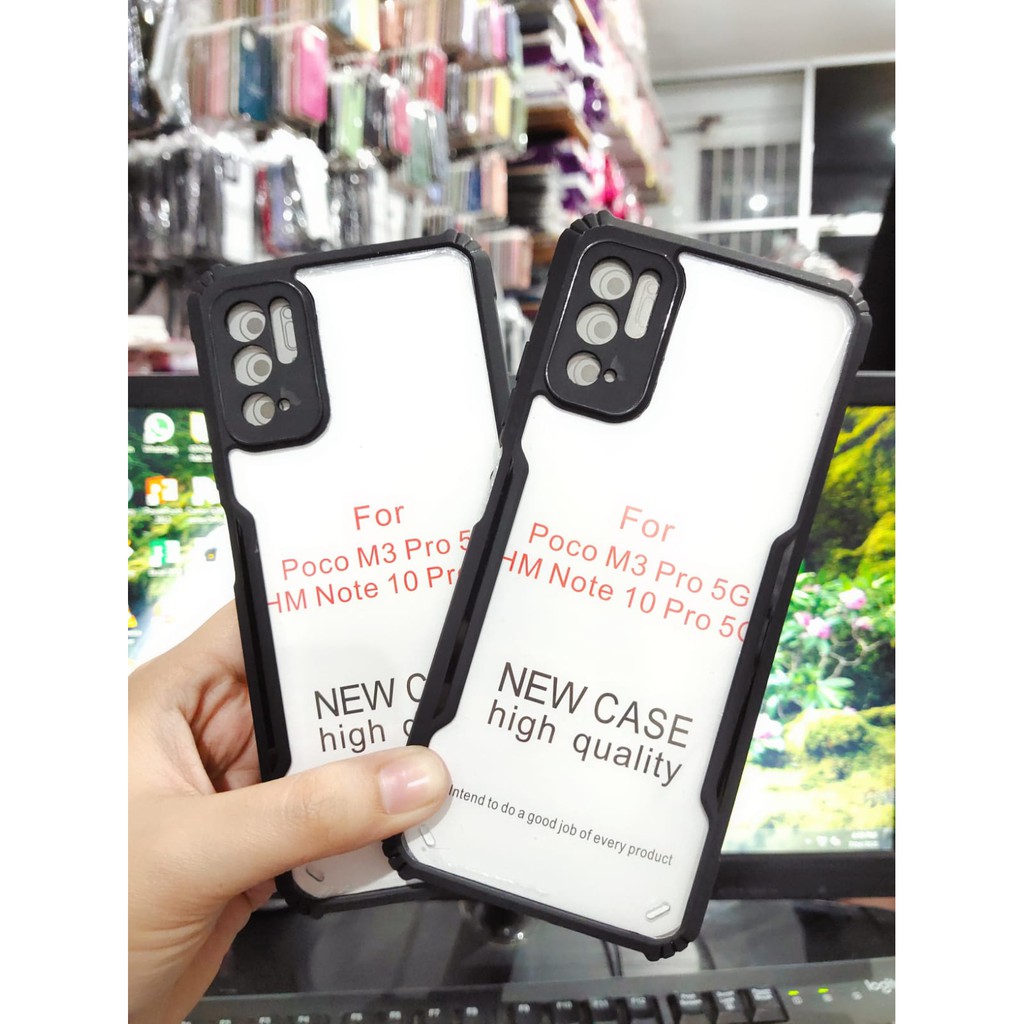 For
Poco M3 Pro 5
HM Note 10 Pro
NEW C
high
For
Poco M3 Pro 5G
HM Note 10 Pro 5G
NEW CASE
high quality
Intend to do a good job of every product
logi